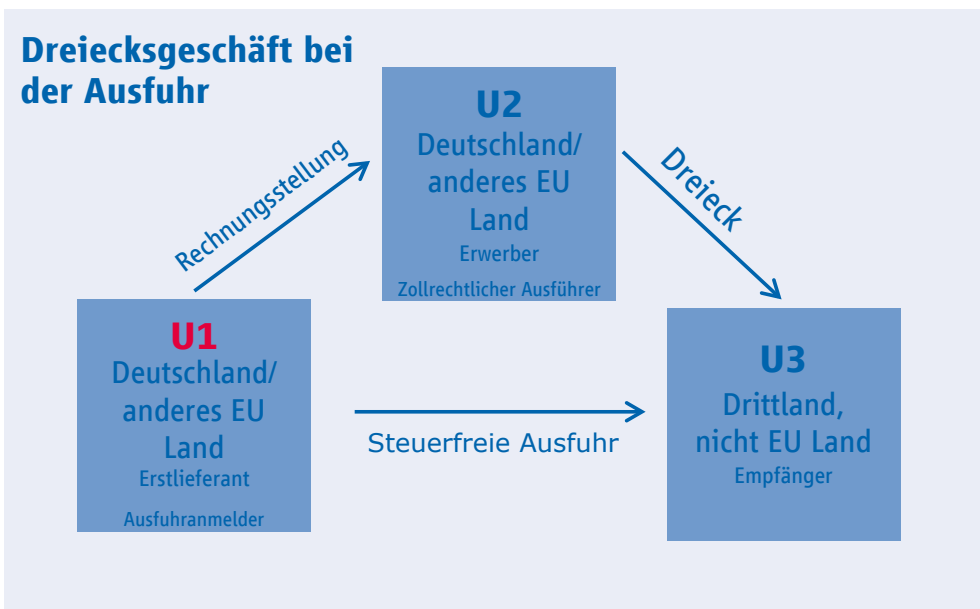 Dreiecksgeschäft bei
der Ausfuhr
U2
Deutschland/
anderes EU
Land
Erwerber
Zollrechtlicher Ausführer
Rechnungsstellung
Dreieck
U1
Deutschland/
anderes EU
Land
Erstlieferant
Ausfuhranmelder
Steuerfreie Ausfuhr
U3
Drittland,
nicht EU Land
Empfänger